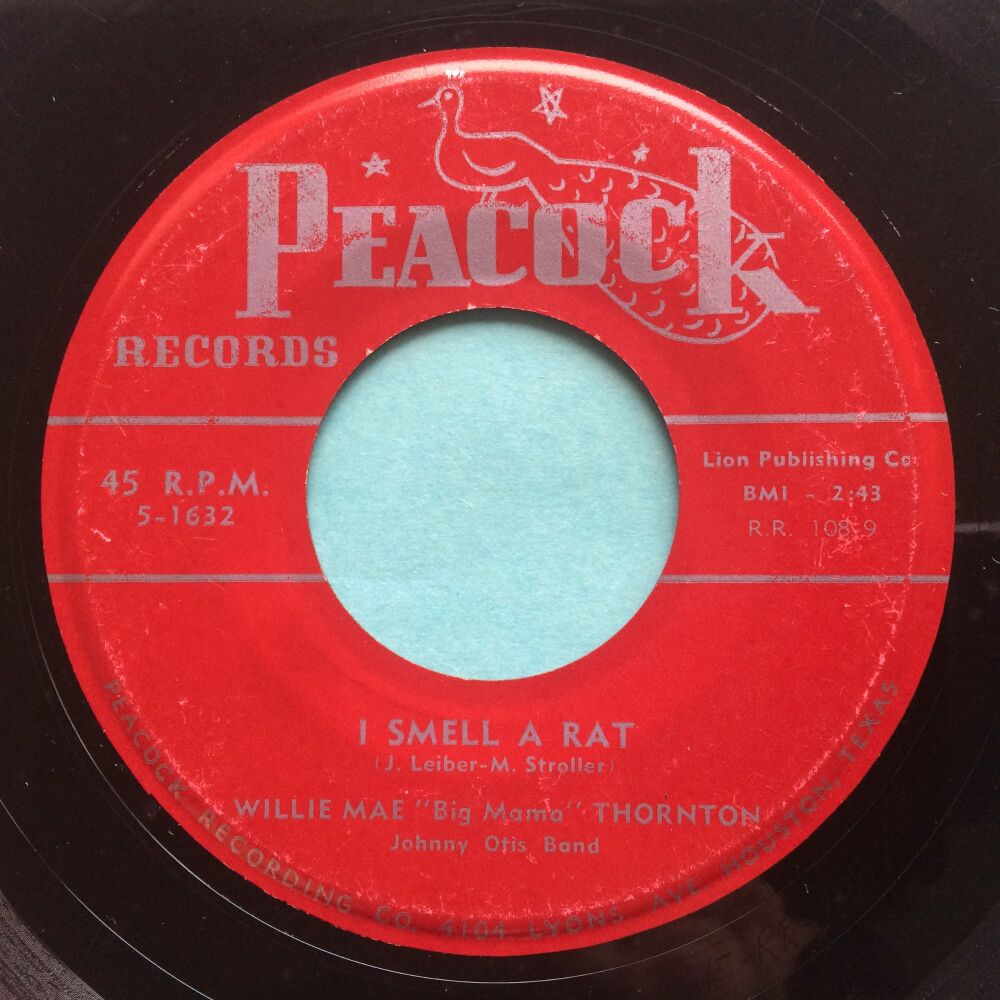 PEACOCK
RECORDS
45 R.P.M.
5-1632
Lion Publishing Co.
BMI - 2:43
R.R. 108-9
I SMELL A RAT
(J. Leiber-M. Stroller)
WILLIE MAE "Big Mama" THORNTON
Johnny Otis Band
PEACOCK RECORDING CO. 4104 LYONS AVE. HOUSTON, TEXAS